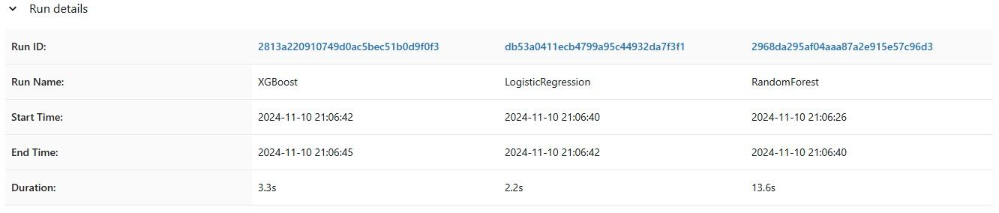 Run details
Run ID: 2813a220910749d0ac5bec51b0d9f0f3 db53a0411ecb4799a95c44932da7f3f1 2968da295af04aaa87a2e915e57c96d3
Run Name: XGBoost LogisticRegression RandomForest
Start Time: 2024-11-10 21:06:42 2024-11-10 21:06:40 2024-11-10 21:06:26
End Time: 2024-11-10 21:06:45 2024-11-10 21:06:42 2024-11-10 21:06:40
Duration: 3.3s 2.2s 13.6s